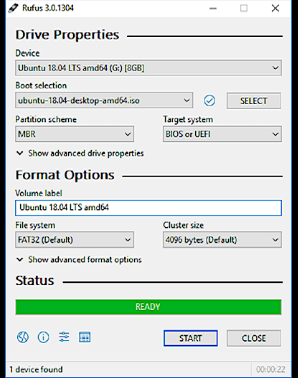 Rufus 3.0.1304
Drive Properties
Device
Ubuntu 18.04 LTS amd64 (G:) [8GB]
Boot selection
ubuntu-18.04-desktop-amd64.iso
SELECT
Partition scheme
Target system
MBR
BIOS or UEFI
Show advanced drive properties
Format Options
Volume label
Ubuntu 18.04 LTS amd64
File system
Cluster size
FAT32 (Default)
4096 bytes (Default)
Show advanced format options
Status
READY
START
CLOSE
1 device found
00:00:22